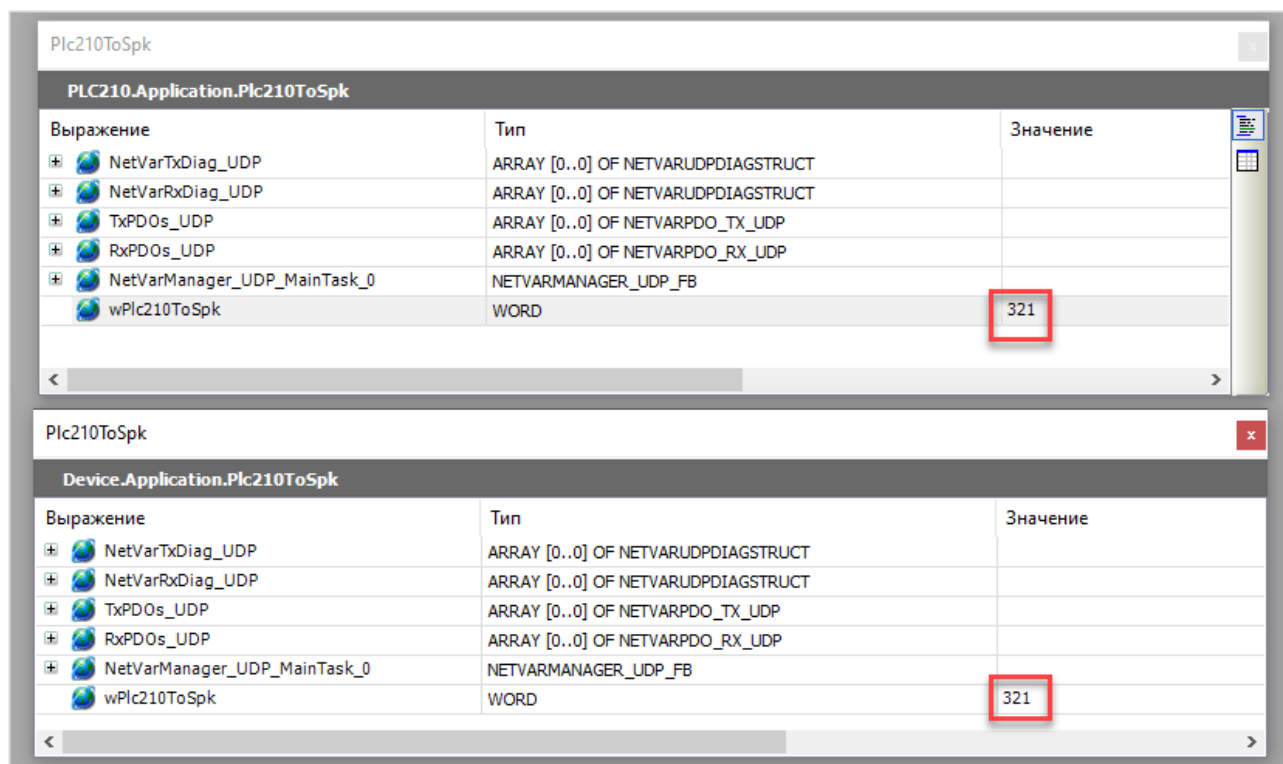 Plc210ToSpk
PLC210.Application.Plc210ToSpk
Выражение Тип Значение
NetVarTxDiag_UDP ARRAY [0..0] OF NETVARUDPDIAGSTRUCT
NetVarRxDiag_UDP ARRAY [0..0] OF NETVARUDPDIAGSTRUCT
TxPDOs_UDP ARRAY [0..0] OF NETVARPDO_TX_UDP
RxPDOs_UDP ARRAY [0..0] OF NETVARPDO_RX_UDP
NetVarManager_UDP_MainTask_0 NETVARMANAGER_UDP_FB
wPlc210ToSpk WORD 321
Plc210ToSpk
Device.Application.Plc210ToSpk
Выражение Тип Значение
NetVarTxDiag_UDP ARRAY [0..0] OF NETVARUDPDIAGSTRUCT
NetVarRxDiag_UDP ARRAY [0..0] OF NETVARUDPDIAGSTRUCT
TxPDOs_UDP ARRAY [0..0] OF NETVARPDO_TX_UDP
RxPDOs_UDP ARRAY [0..0] OF NETVARPDO_RX_UDP
NetVarManager_UDP_MainTask_0 NETVARMANAGER_UDP_FB
wPlc210ToSpk WORD 321